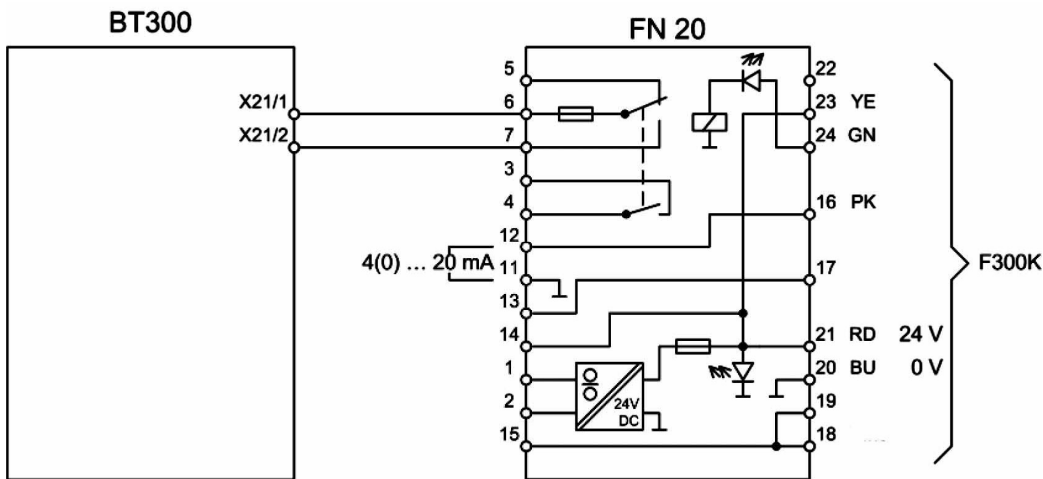 BT300
FN 20
X21/1
X21/2
5
6
7
3
4
12
11
13
14
1
2
15
4(0) ... 20 mA
24V
DC
22
23 YE
24 GN
16 PK
17
21 RD 24 V
20 BU 0 V
19
18
F300K